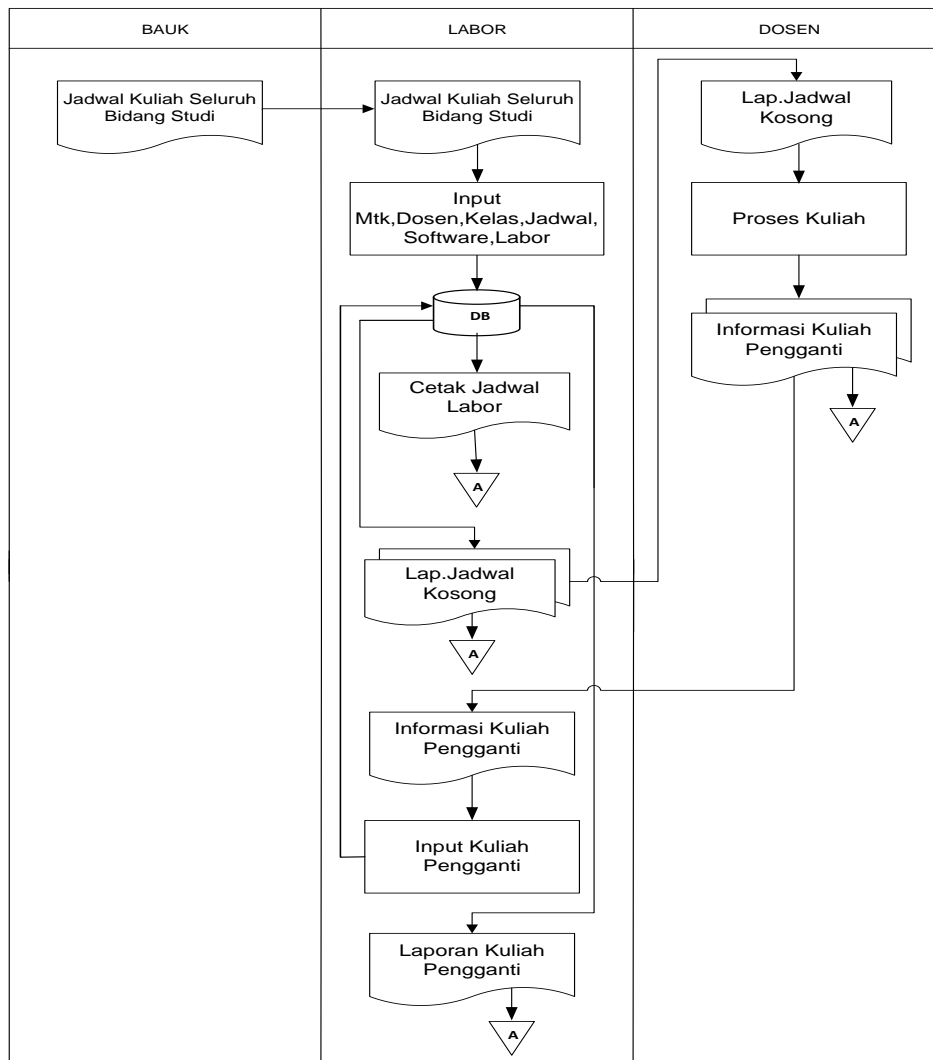 BAUK
LABOR
DOSEN
Jadwal Kuliah Seluruh
Bidang Studi
Jadwal Kuliah Seluruh
Bidang Studi
Lap.Jadwal
Kosong
Input
Mtk,Dosen,Kelas,Jadwal,
Software,Labor
Proses Kuliah
DB
Informasi Kuliah
Pengganti
Cetak Jadwal
Labor
A
A
Lap.Jadwal
Kosong
A
Informasi Kuliah
Pengganti
Input Kuliah
Pengganti
Laporan Kuliah
Pengganti
A